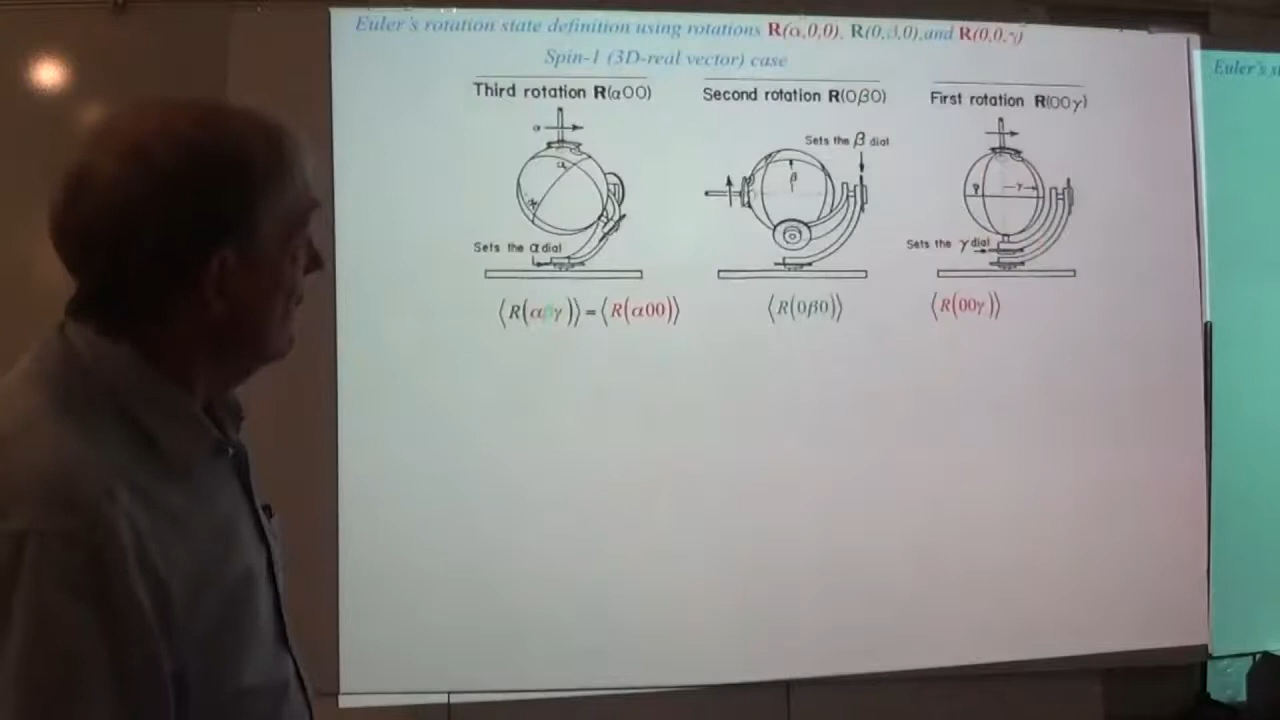 Euler's rotation state definition using rotations R(α,0,0), R(0,β,0),and R(0,0,γ)
Spin-1 (3D-real vector) case
Third rotation R(α00)
Second rotation R(0β0)
First rotation R(00γ)
α
α
Sets the α dial
Sets the β dial
β
γ
Sets the γ dial
⟨R(αβγ)⟩=⟨R(α00)⟩ ⟨R(0β0)⟩ ⟨R(00γ)⟩
Euler's s